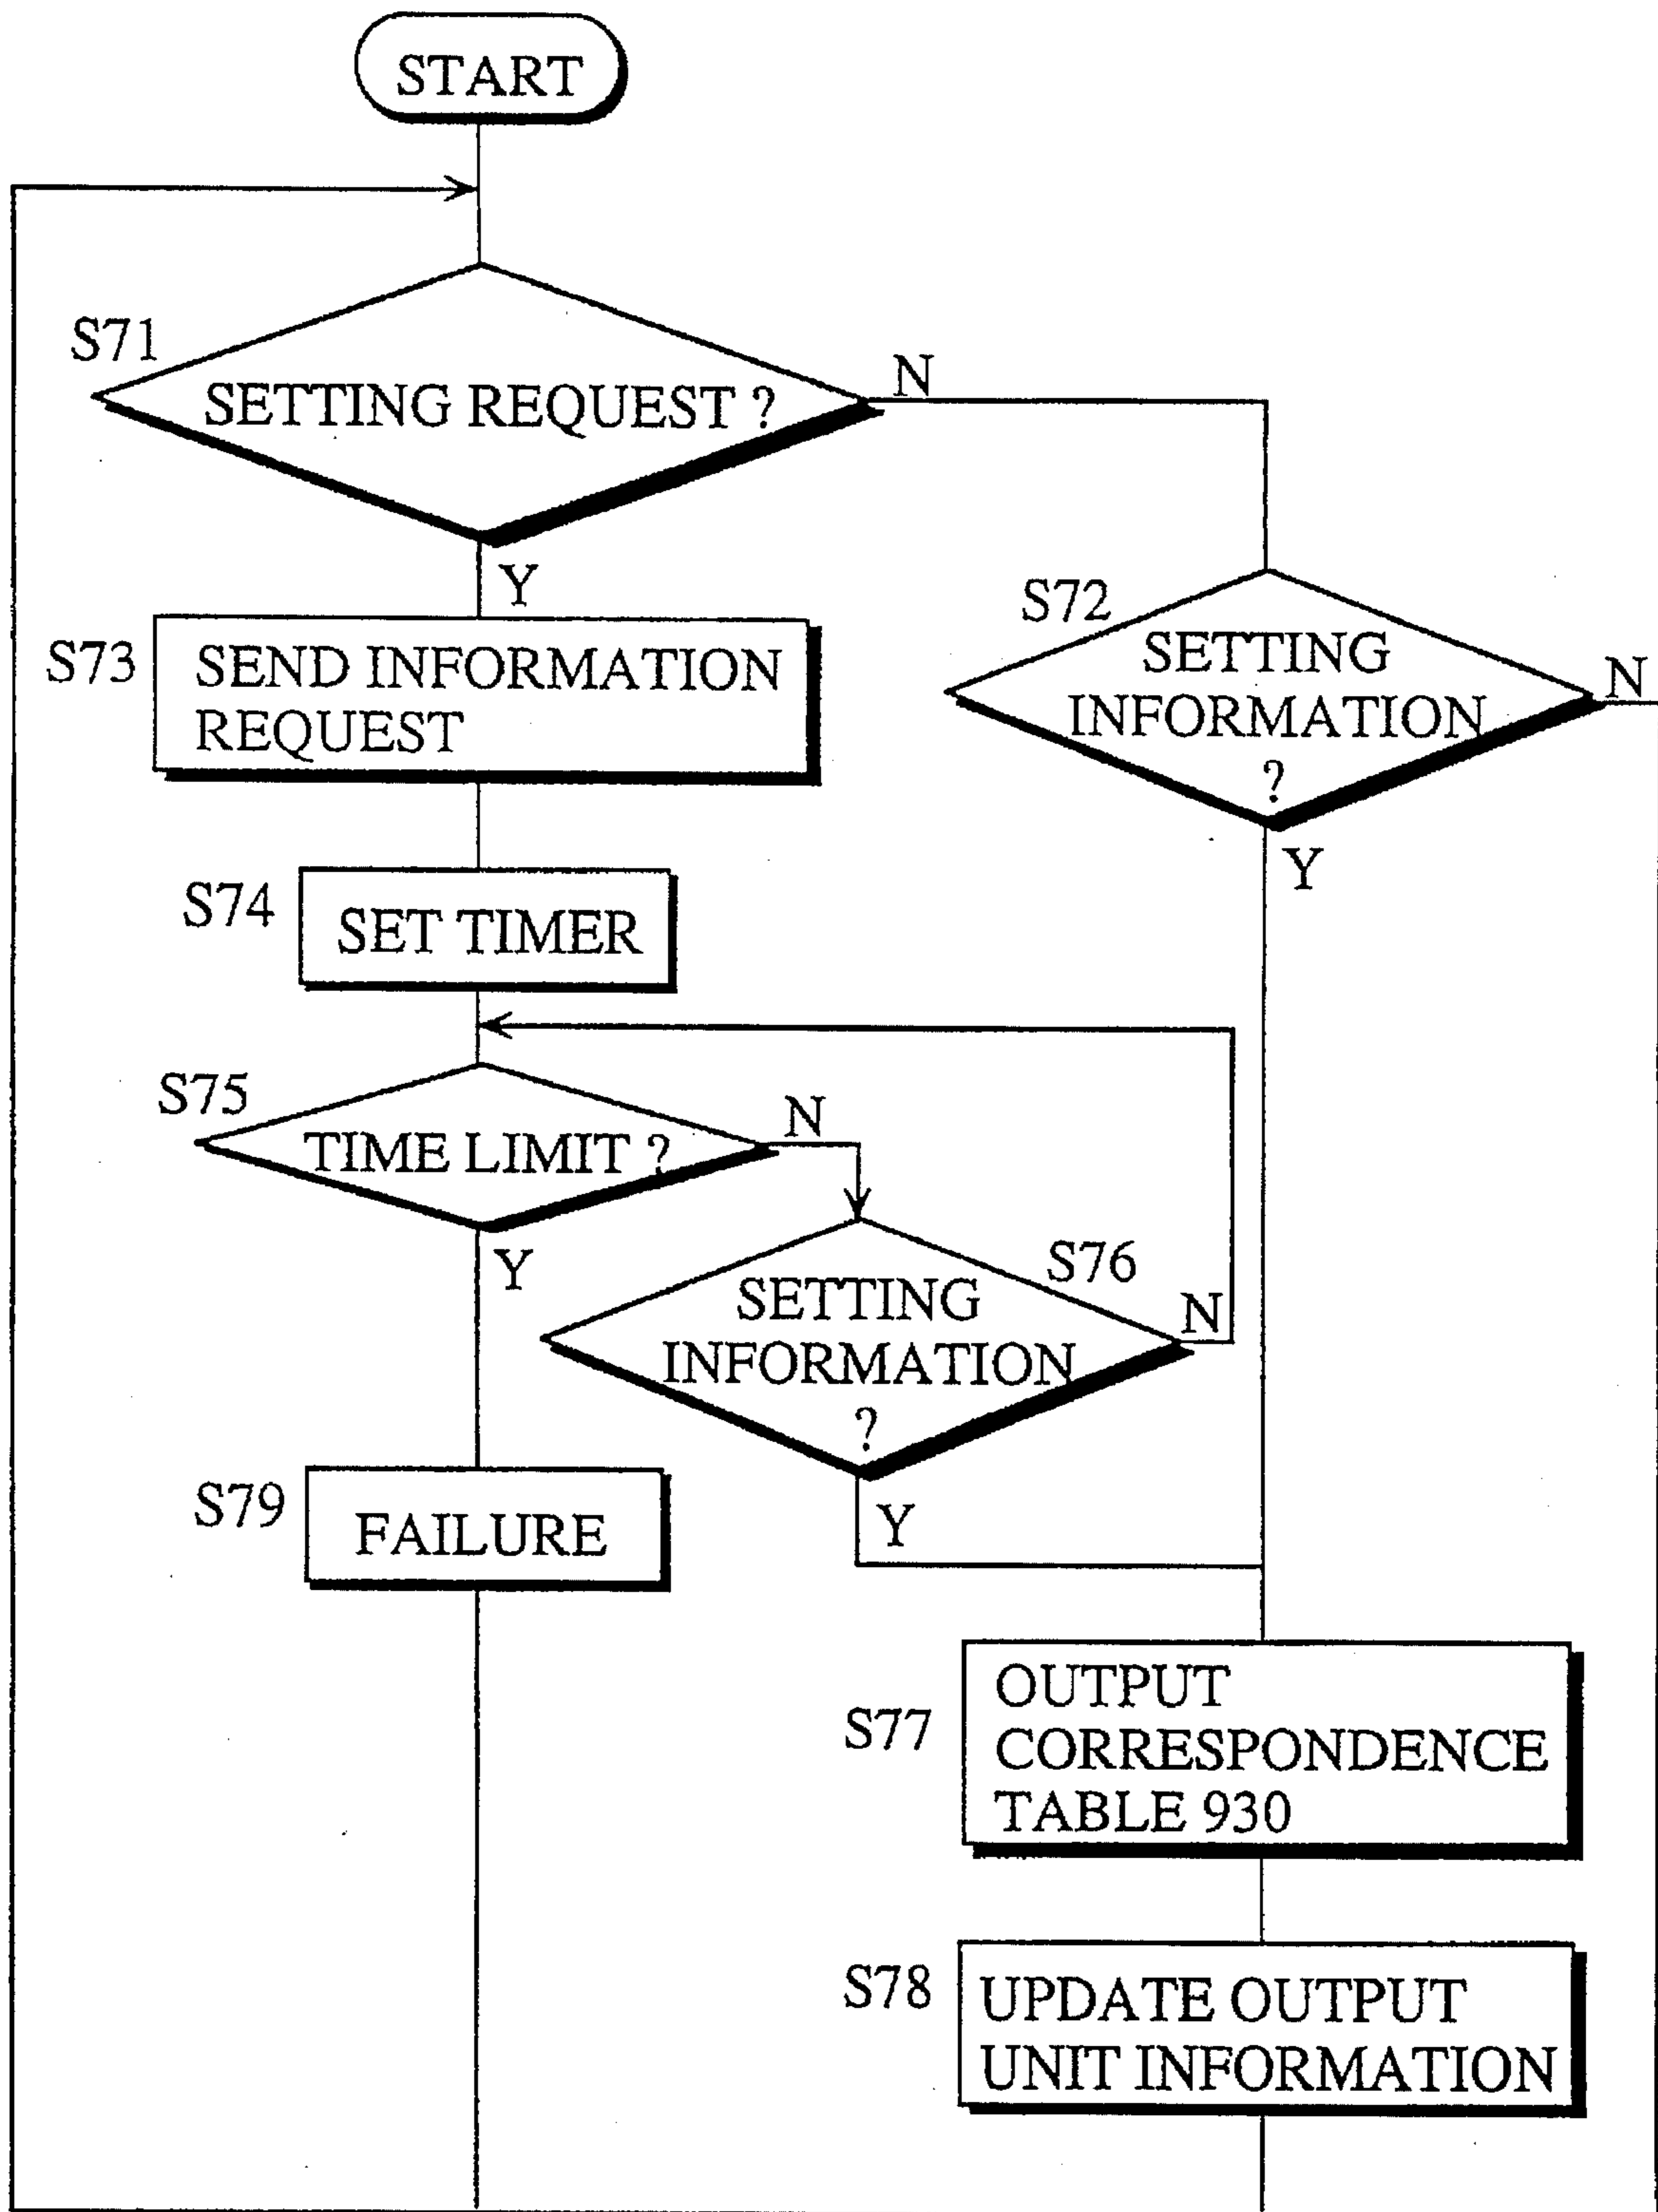 START
S71
SETTING REQUEST ?
N
Y
S72
SETTING
INFORMATION
?
N
Y
S73
SEND INFORMATION
REQUEST
S74
SET TIMER
S75
TIME LIMIT ?
N
Y
S76
SETTING
INFORMATION
?
N
Y
S79
FAILURE
S77
OUTPUT
CORRESPONDENCE
TABLE 930
S78
UPDATE OUTPUT
UNIT INFORMATION